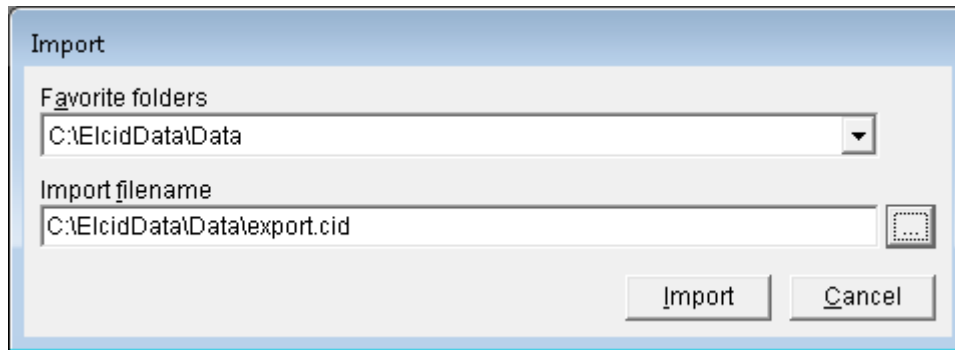 Import
Favorite folders
C:\ElcidData\Data
Import filename
C:\ElcidData\Data\export.cid
...
Import
Cancel